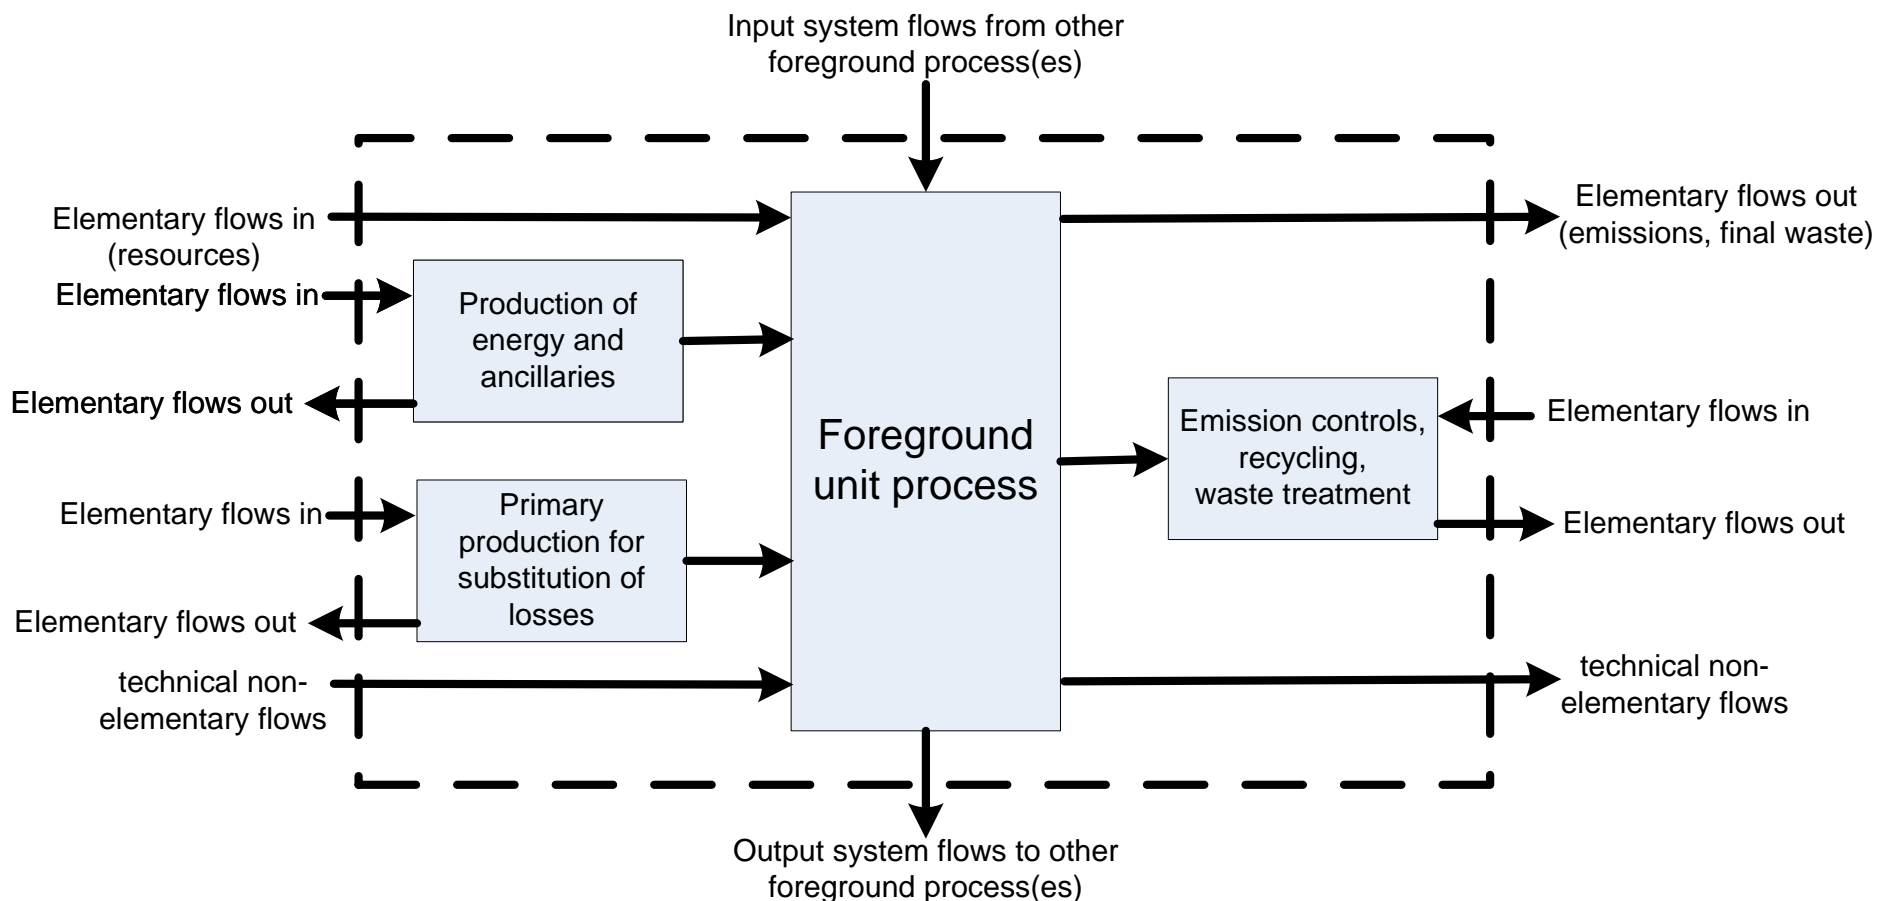 Input system flows from other
foreground process(es)
Elementary flows in
(resources)
Elementary flows in
Elementary flows out
Elementary flows in
Elementary flows out
technical non-
elementary flows
Production of
energy and
ancillaries
Primary
production for
substitution of
losses
Foreground
unit process
Emission controls,
recycling,
waste treatment
Elementary flows out
(emissions, final waste)
Elementary flows in
Elementary flows out
technical non-
elementary flows
Output system flows to other
foreground process(es)